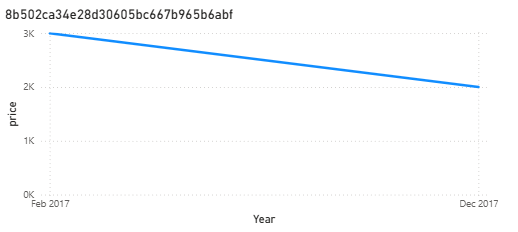 8b502ca34e28d30605bc667b965b6abf
3K
2K
1K
0K
price
Feb 2017
Dec 2017
Year